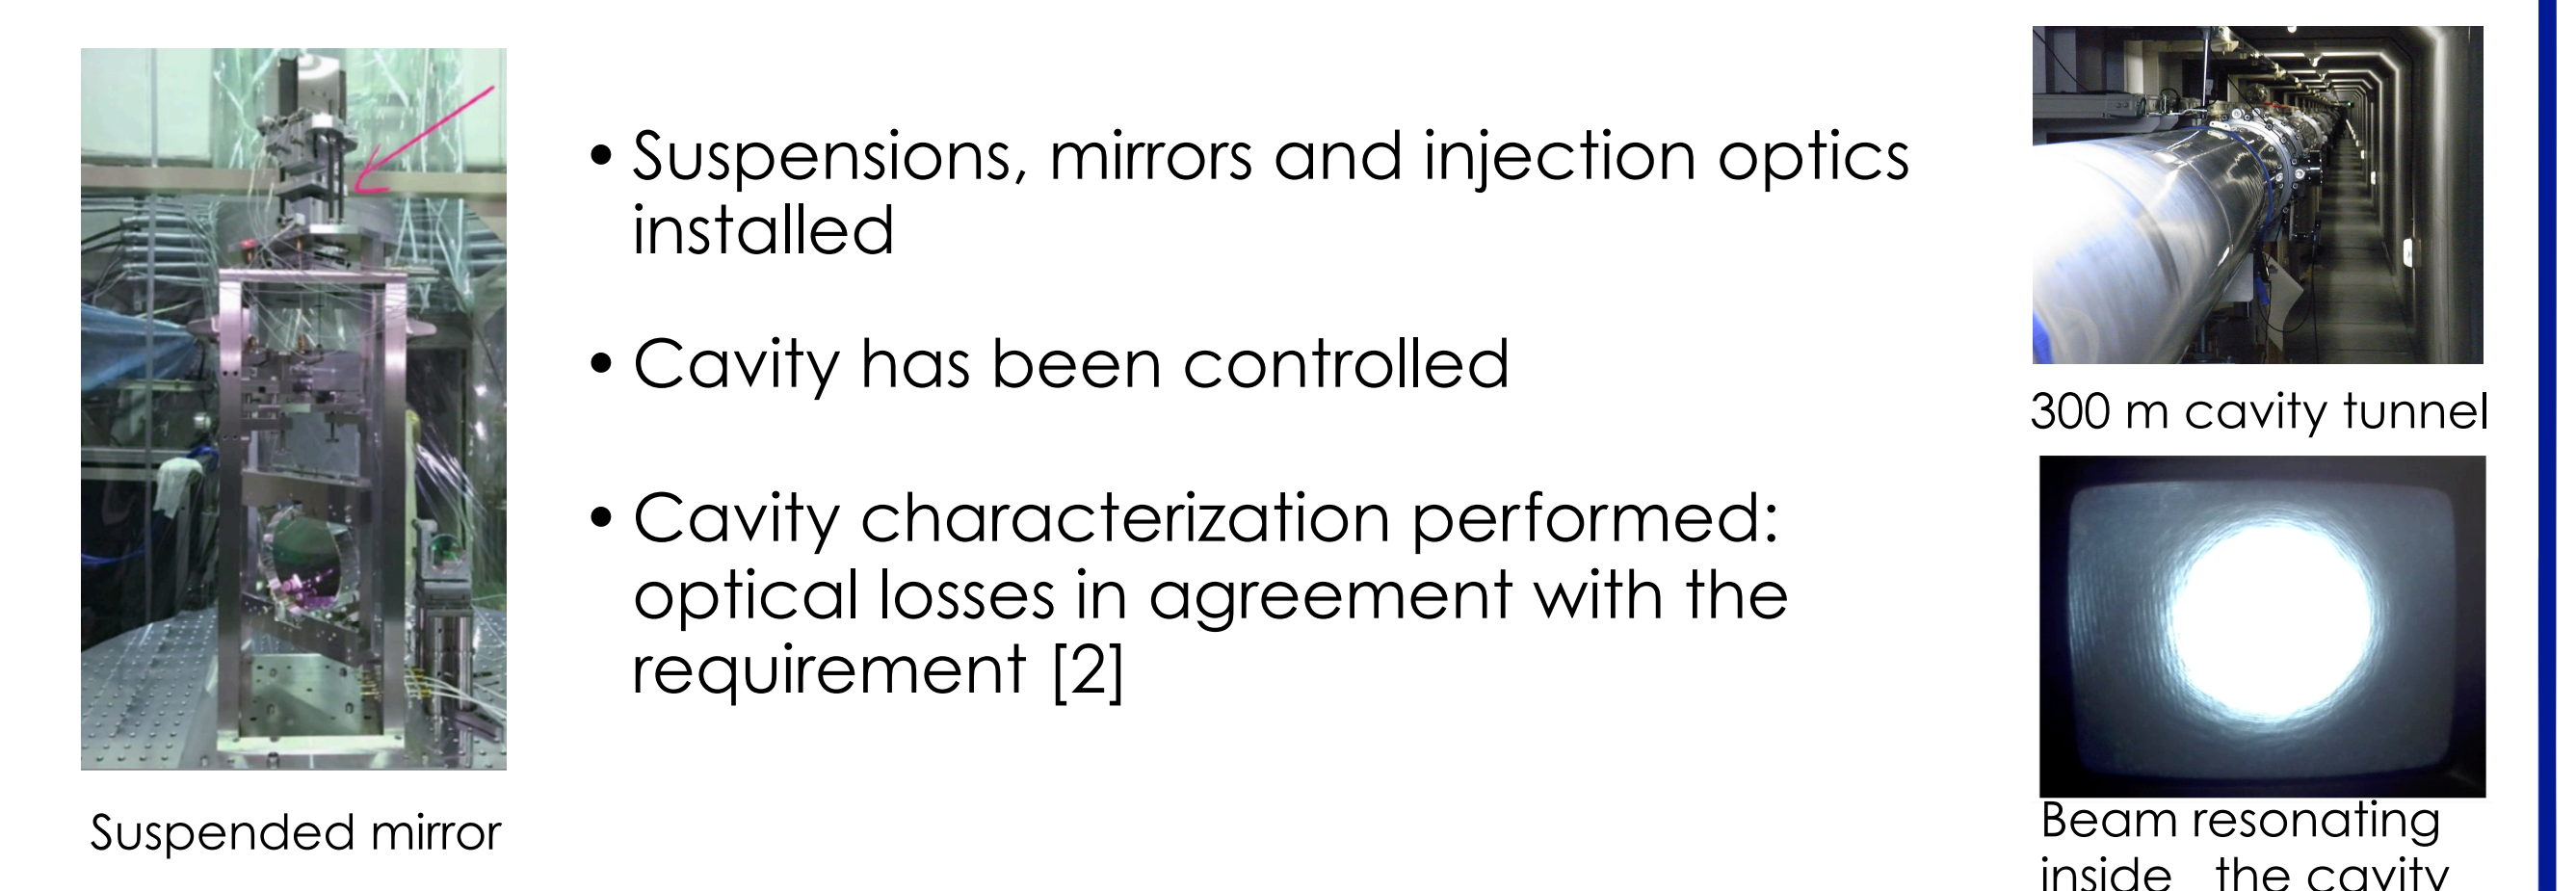 • Suspensions, mirrors and injection optics
installed
• Cavity has been controlled
• Cavity characterization performed:
optical losses in agreement with the
requirement [2]
Suspended mirror
300 m cavity tunnel
Beam resonating
inside the cavity